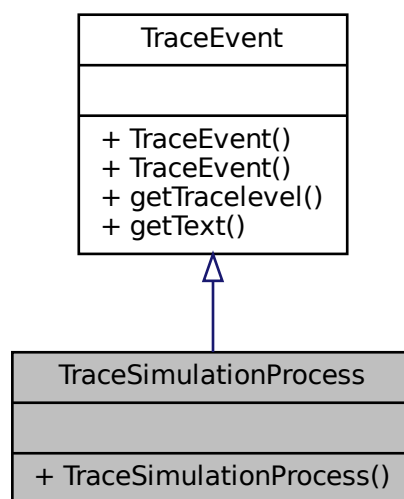 TraceEvent
+ TraceEvent()
+ TraceEvent()
+ getTracelevel()
+ getText()
TraceSimulationProcess
+ TraceSimulationProcess()